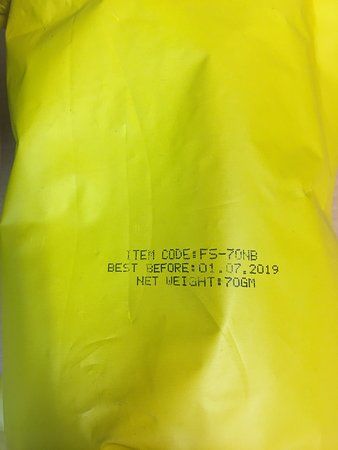 ITEM CODE:FS-70NB
BEST BEFORE:01.07.2019
NET WEIGHT:70GM